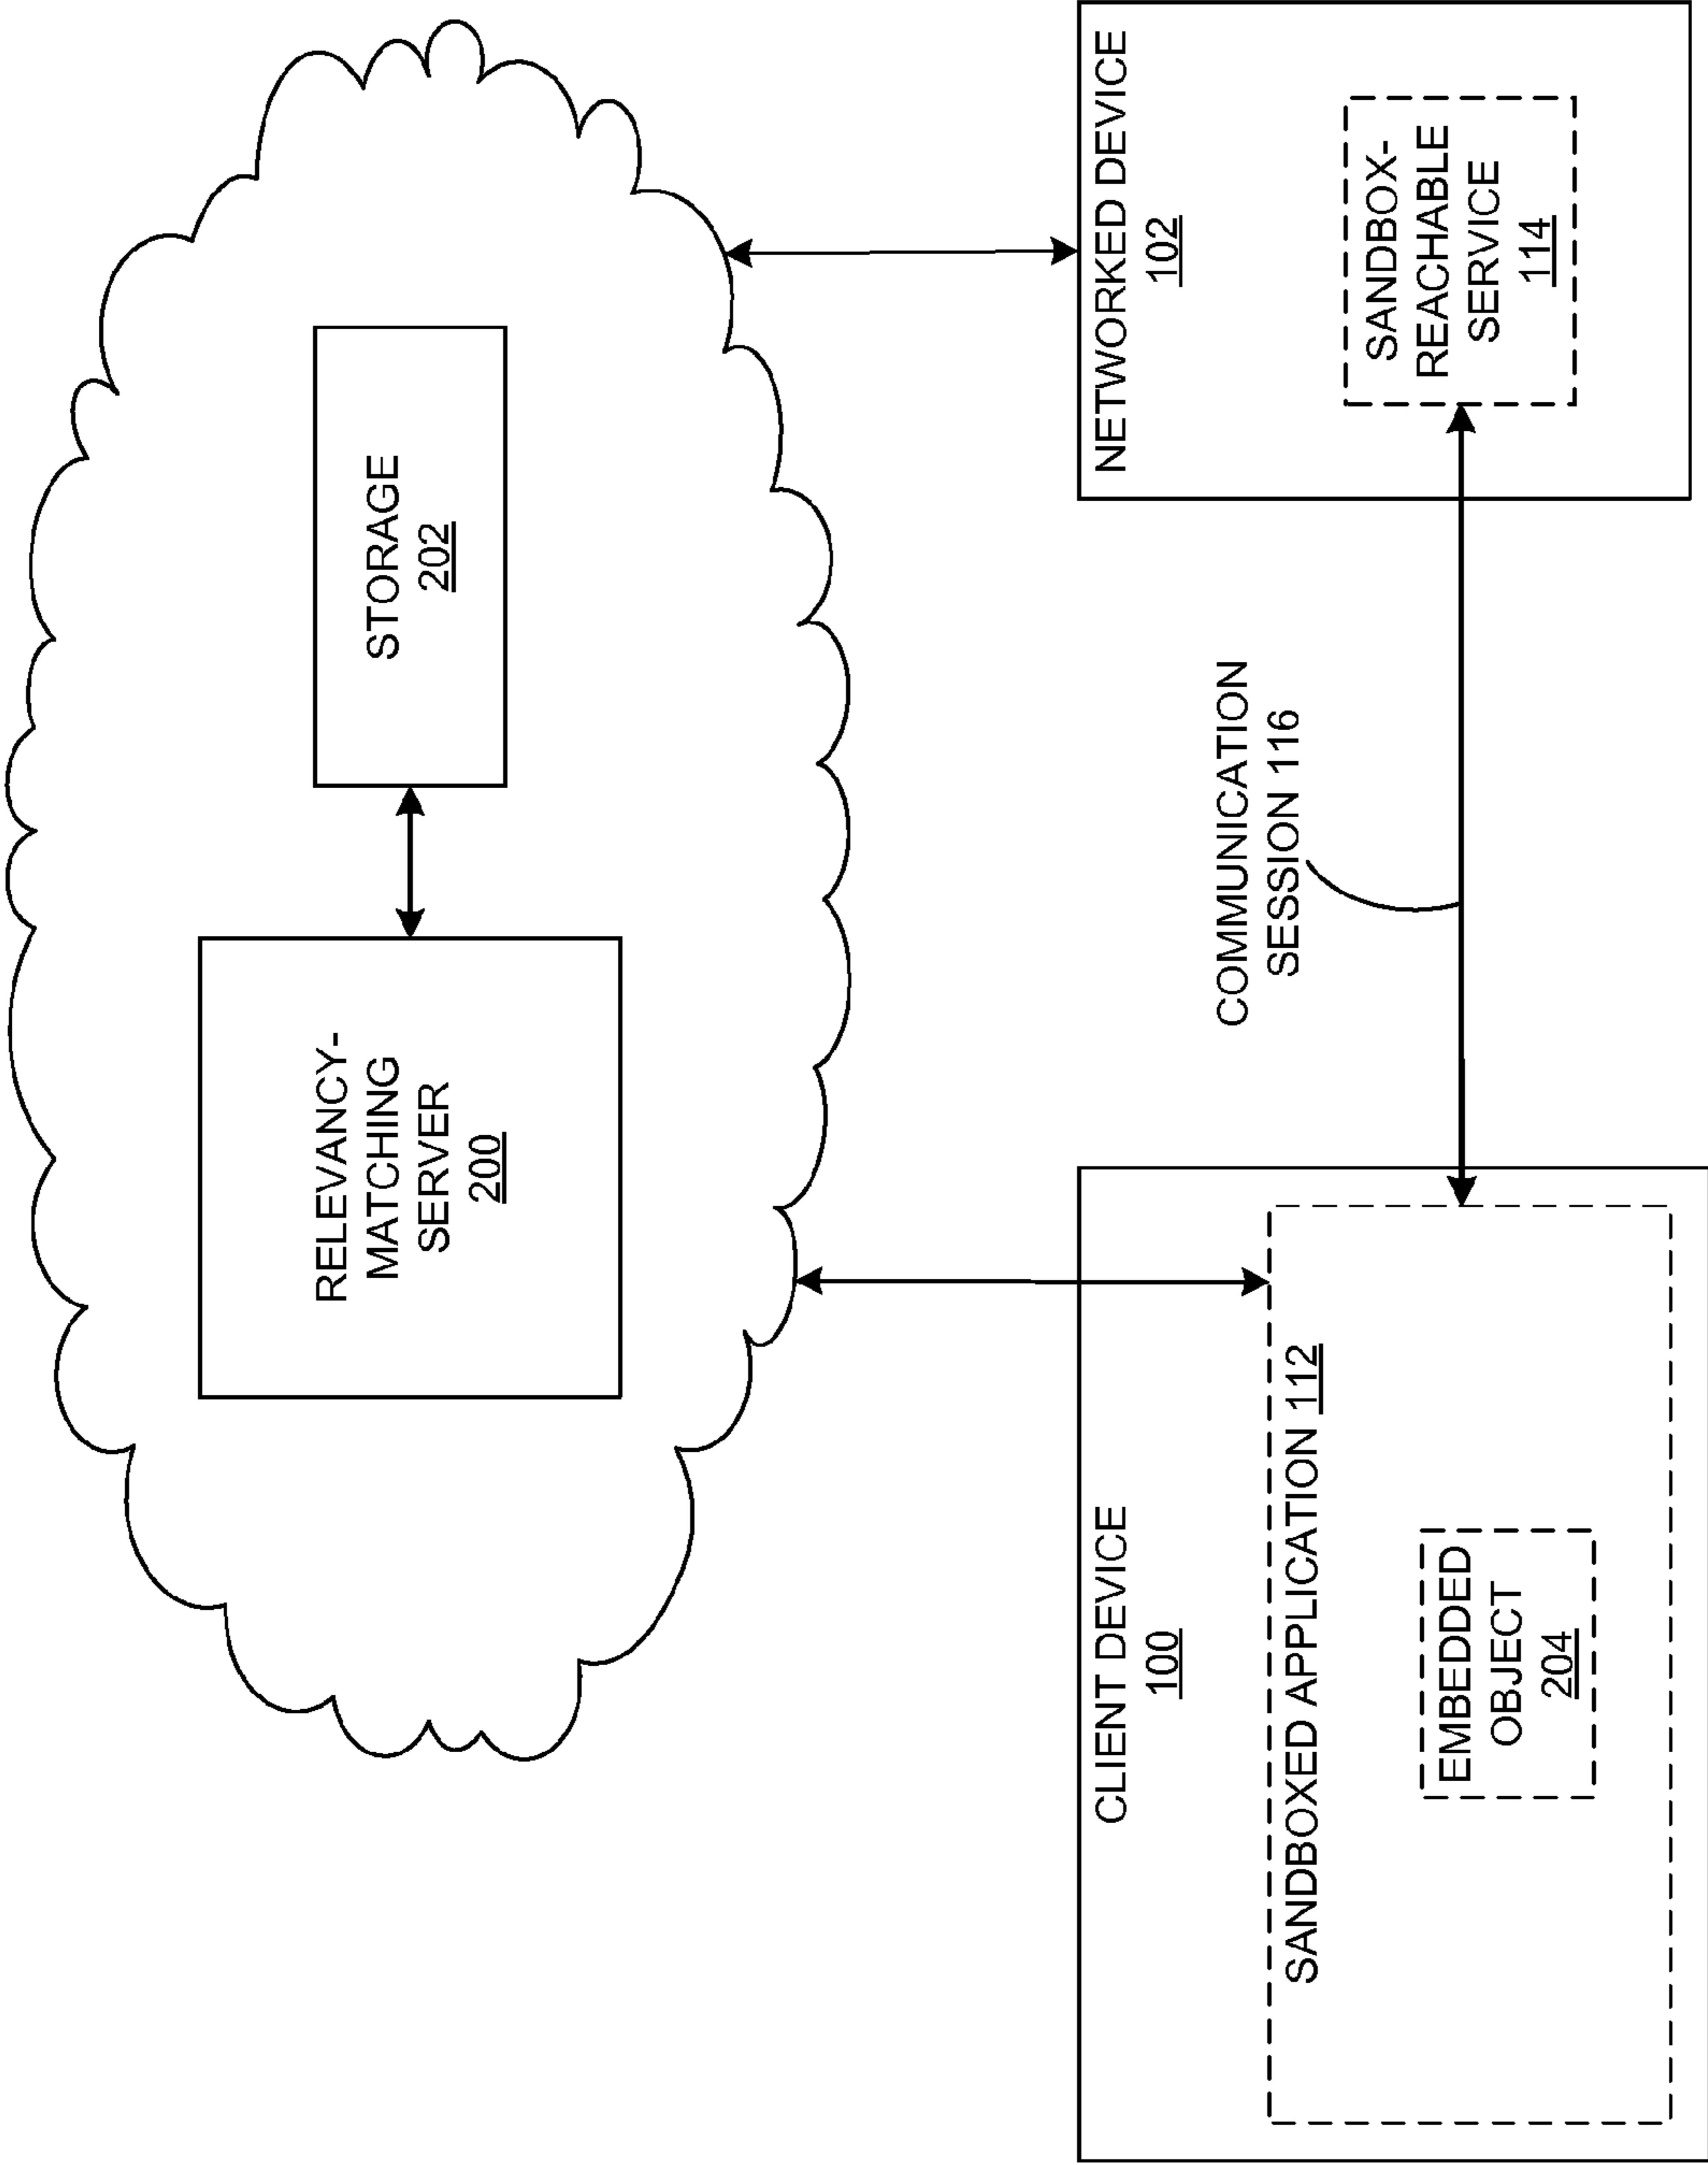 RELEVANCY-
MATCHING
SERVER
200
STORAGE
202
CLIENT DEVICE
100
SANDBOXED APPLICATION 112
EMBEDDED
OBJECT
204
COMMUNICATION
SESSION 116
NETWORKED DEVICE
102
SANDBOX-
REACHABLE
SERVICE
114